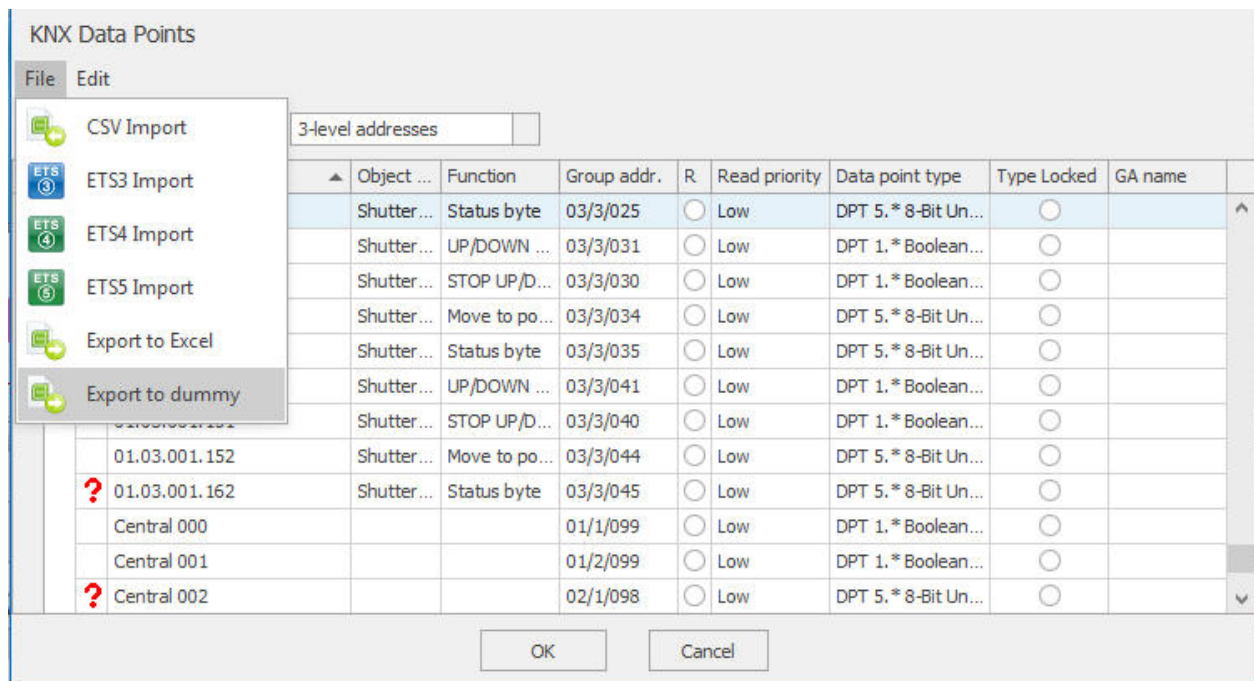 KNX Data Points
File Edit
CSV Import
ETS3 Import
ETS4 Import
ETS5 Import
Export to Excel
Export to dummy
3-level addresses
Object ... Function Group addr. R Read priority Data point type Type Locked GA name
Shutter... Status byte 03/3/025 Low DPT 5.* 8-Bit Un...
Shutter... UP/DOWN ... 03/3/031 Low DPT 1.* Boolean...
Shutter... STOP UP/D... 03/3/030 Low DPT 1.* Boolean...
Shutter... Move to po... 03/3/034 Low DPT 5.* 8-Bit Un...
Shutter... Status byte 03/3/035 Low DPT 5.* 8-Bit Un...
Shutter... UP/DOWN ... 03/3/041 Low DPT 1.* Boolean...
Shutter... STOP UP/D... 03/3/040 Low DPT 1.* Boolean...
01.03.001.152 Shutter... Move to po... 03/3/044 Low DPT 5.* 8-Bit Un...
? 01.03.001.162 Shutter... Status byte 03/3/045 Low DPT 5.* 8-Bit Un...
Central 000 01/1/099 Low DPT 1.* Boolean...
Central 001 01/2/099 Low DPT 1.* Boolean...
? Central 002 02/1/098 Low DPT 5.* 8-Bit Un...
OK Cancel